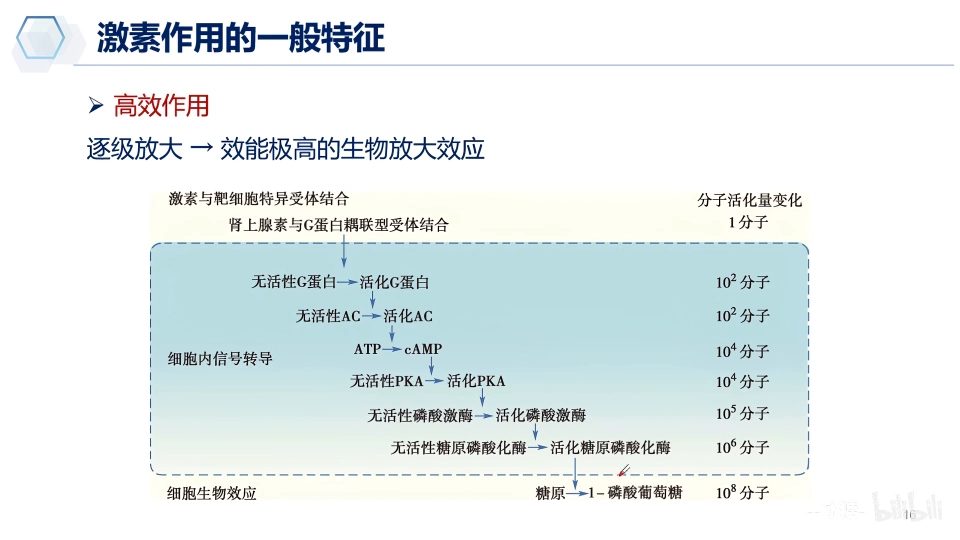 激素作用的一般特征
高效作用
逐级放大 → 效能极高的生物放大效应
激素与靶细胞特异受体结合 分子活化量变化
肾上腺素与G蛋白耦联型受体结合 1分子
无活性G蛋白→活化G蛋白 10² 分子
无活性AC→活化AC 10² 分子
ATP→cAMP 10⁴ 分子
细胞内信号转导
无活性PKA→活化PKA 10⁴ 分子
无活性磷酸激酶→活化磷酸激酶 10⁵ 分子
无活性糖原磷酸化酶→活化糖原磷酸化酶 10⁶ 分子
细胞生物效应 糖原→1-磷酸葡萄糖 10⁸ 分子
bilibili